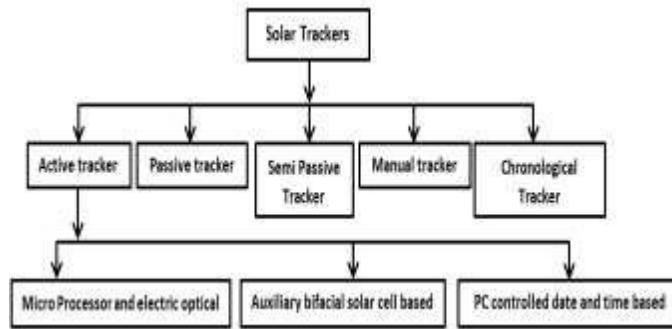 Solar Trackers
Active tracker
Passive tracker
Semi Passive
Tracker
Manual tracker
Chronological
Tracker
Micro Processor and electric optical
Auxiliary bifacial solar cell based
PC controlled date and time based